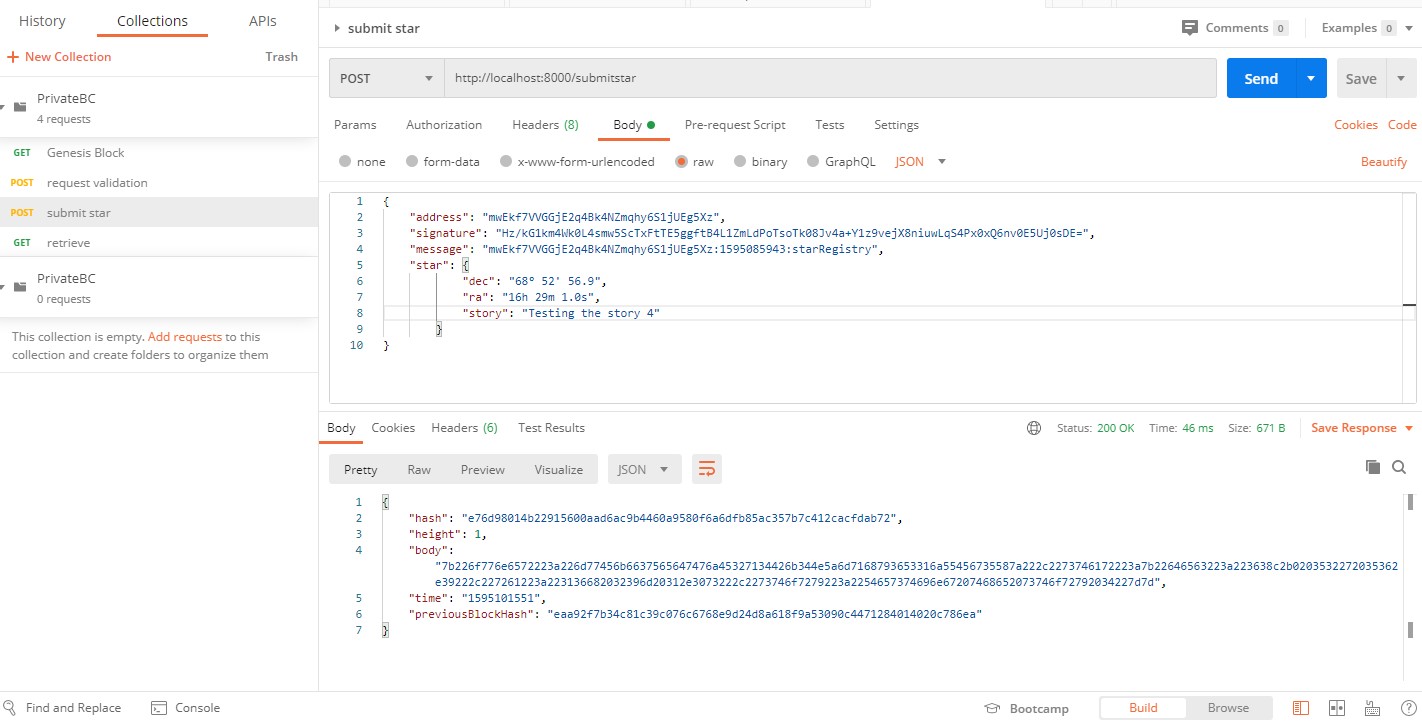 History Collections APIs
+ New Collection Trash
PrivateBC
4 requests
GET Genesis Block
POST request validation
POST submit star
GET retrieve
PrivateBC
0 requests
This collection is empty. Add requests to this
collection and create folders to organize them
submit star Comments 0 Examples 0
POST http://localhost:8000/submitstar Send Save
Params Authorization Headers (8) Body Pre-request Script Tests Settings Cookies Code
none form-data x-www-form-urlencoded raw binary GraphQL JSON Beautify
1 {
2 "address": "mwEkf7VVGGjE2q4Bk4NZmqhy6S1jUEg5Xz",
3 "signature": "Hz/kG1km4Wk0L4smw5ScTxFtTE5ggftB4L1ZmLdPoTsoTk08Jv4a+Y1z9vejX8niuwLqS4Px0xQ6nv0E5Uj0sDE=",
4 "message": "mwEkf7VVGGjE2q4Bk4NZmqhy6S1jUEg5Xz:1595085943:starRegistry",
5 "star": {
6 "dec": "68° 52' 56.9",
7 "ra": "16h 29m 1.0s",
8 "story": "Testing the story 4"
9 }
10 }
Body Cookies Headers (6) Test Results Status: 200 OK Time: 46 ms Size: 671 B Save Response
Pretty Raw Preview Visualize JSON
1 {
2 "hash": "e76d98014b22915600aad6ac9b4460a9580f6a6dfb85ac357b7c412cacfdab72",
3 "height": 1,
4 "body":
"7b226f776e6572223a226d77456b6637565647476a45327134426b344e5a6d7168793653316a55456735587a222c2273746172223a7b22646563223a223638c2b0203532272035362
e39222c227261223a223136682032396d20312e3073222c2273746f7279223a2254657374696e67207468652073746f72792034227d7d",
5 "time": "1595101551",
6 "previousBlockHash": "eaa92f7b34c81c39c076c6768e9d24d8a618f9a53090c4471284014020c786ea"
7 }
Find and Replace Console Bootcamp Build Browse